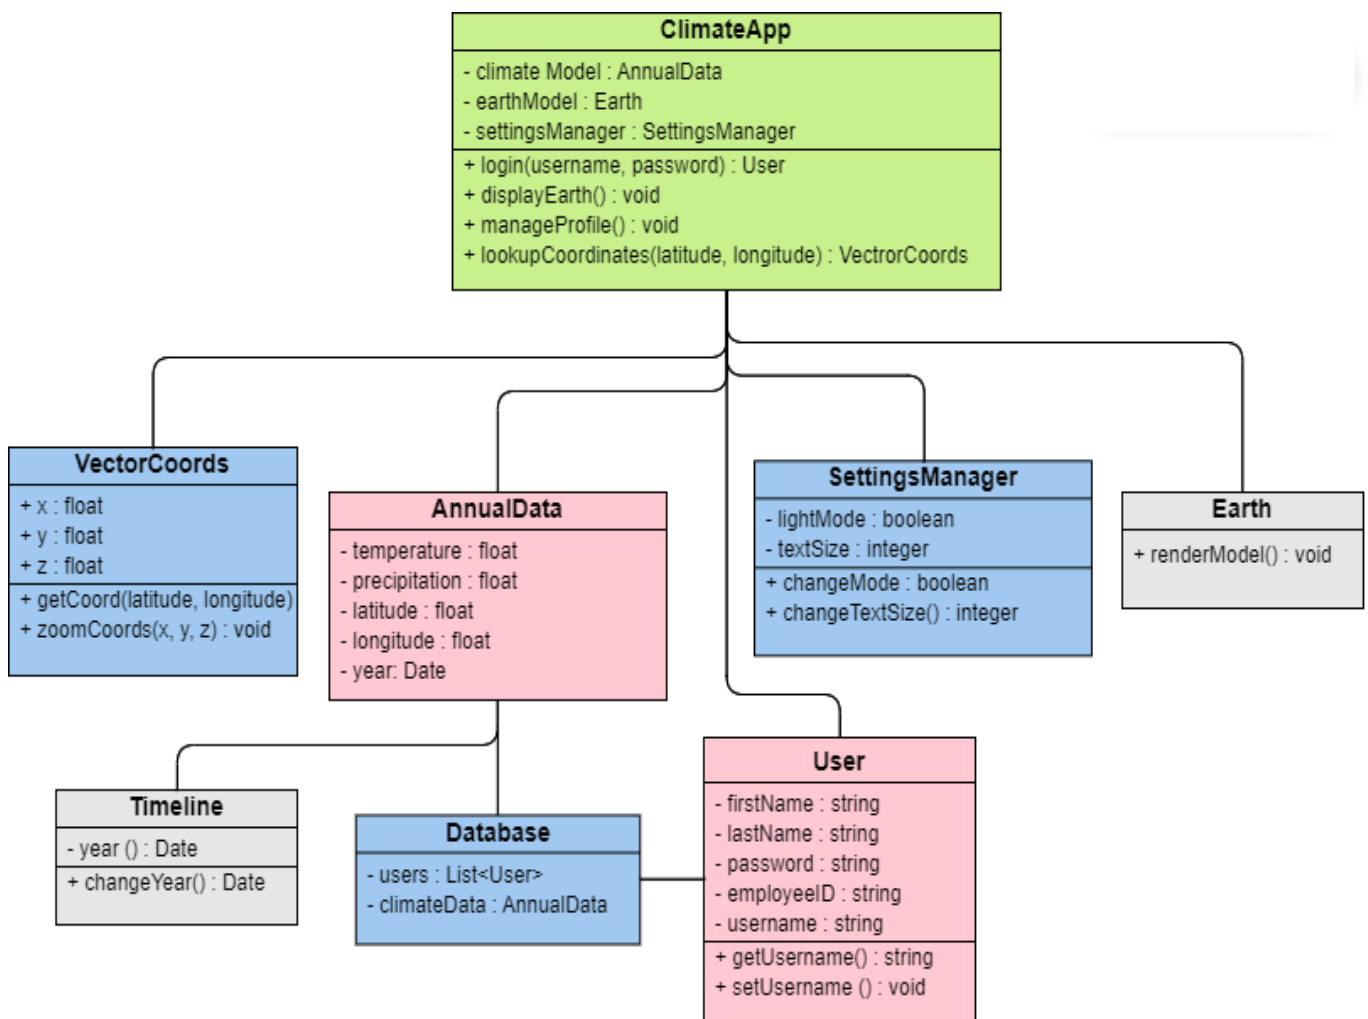 ClimateApp
- climate Model : AnnualData
- earthModel : Earth
- settingsManager : SettingsManager
+ login(username, password) : User
+ displayEarth() : void
+ manageProfile() : void
+ lookupCoordinates(latitude, longitude) : VectrorCoords
VectorCoords
+ x : float
+ y : float
+ z : float
+ getCoord(latitude, longitude)
+ zoomCoords(x, y, z) : void
AnnualData
- temperature : float
- precipitation : float
- latitude : float
- longitude : float
- year: Date
SettingsManager
- lightMode : boolean
- textSize : integer
+ changeMode : boolean
+ changeTextSize() : integer
Earth
+ renderModel() : void
Timeline
- year () : Date
+ changeYear() : Date
Database
- users : List<User>
- climateData : AnnualData
User
- firstName : string
- lastName : string
- password : string
- employeeID : string
- username : string
+ getUsername() : string
+ setUsername () : void